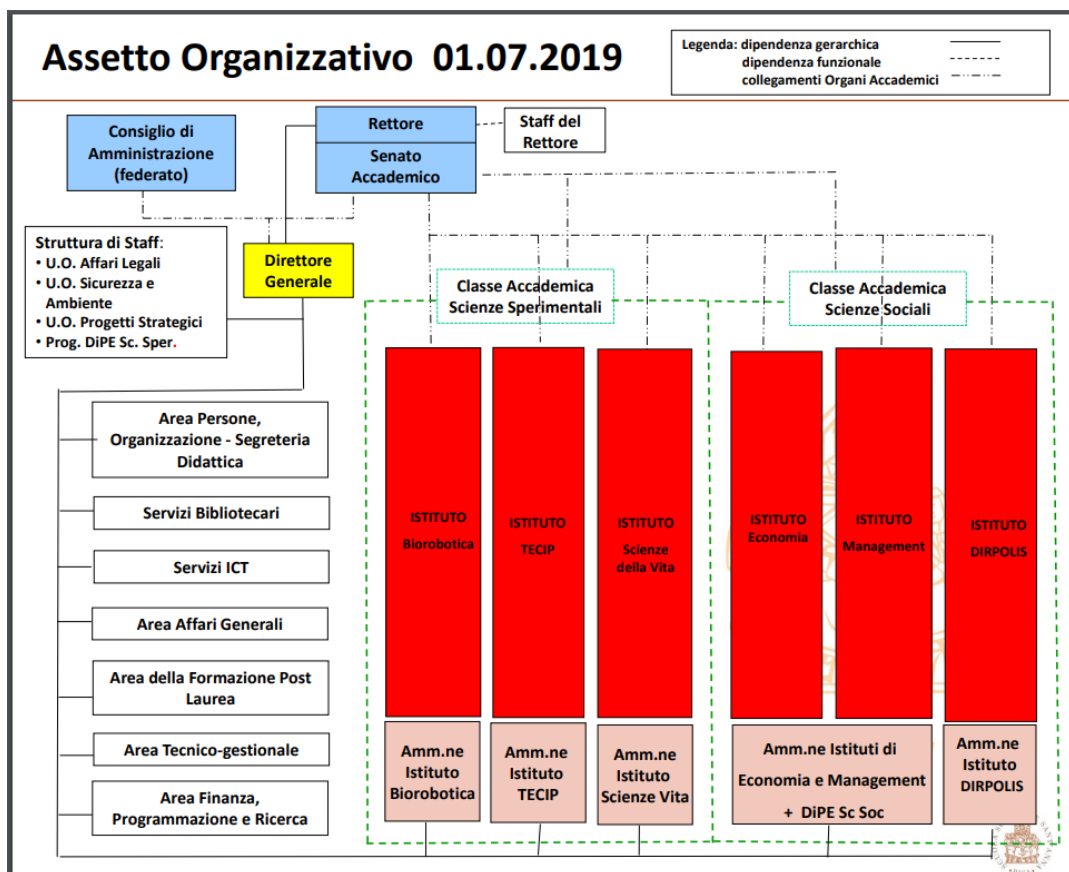 Assetto Organizzativo 01.07.2019
Legenda: dipendenza gerarchica
dipendenza funzionale
collegamenti Organi Accademici
Consiglio di
Amministrazione
(federato)
Rettore
Senato
Accademico
Staff del
Rettore
Struttura di Staff:
• U.O. Affari Legali
• U.O. Sicurezza e
Ambiente
• U.O. Progetti Strategici
• Prog. DiPE Sc. Sper.
Direttore
Generale
Classe Accademica
Scienze Sperimentali
Classe Accademica
Scienze Sociali
Area Persone,
Organizzazione - Segreteria
Didattica
Servizi Bibliotecari
Servizi ICT
Area Affari Generali
Area della Formazione Post
Laurea
Area Tecnico-gestionale
Area Finanza,
Programmazione e Ricerca
ISTITUTO
Biorobotica
ISTITUTO
TECIP
ISTITUTO
Scienze
della Vita
ISTITUTO
Economia
ISTITUTO
Management
ISTITUTO
DIRPOLIS
Amm.ne
Istituto
Biorobotica
Amm.ne
Istituto
TECIP
Amm.ne
Istituto
Scienze Vita
Amm.ne Istituti di
Economia e Management
+ DiPE Sc Soc
Amm.ne
Istituto
DIRPOLIS